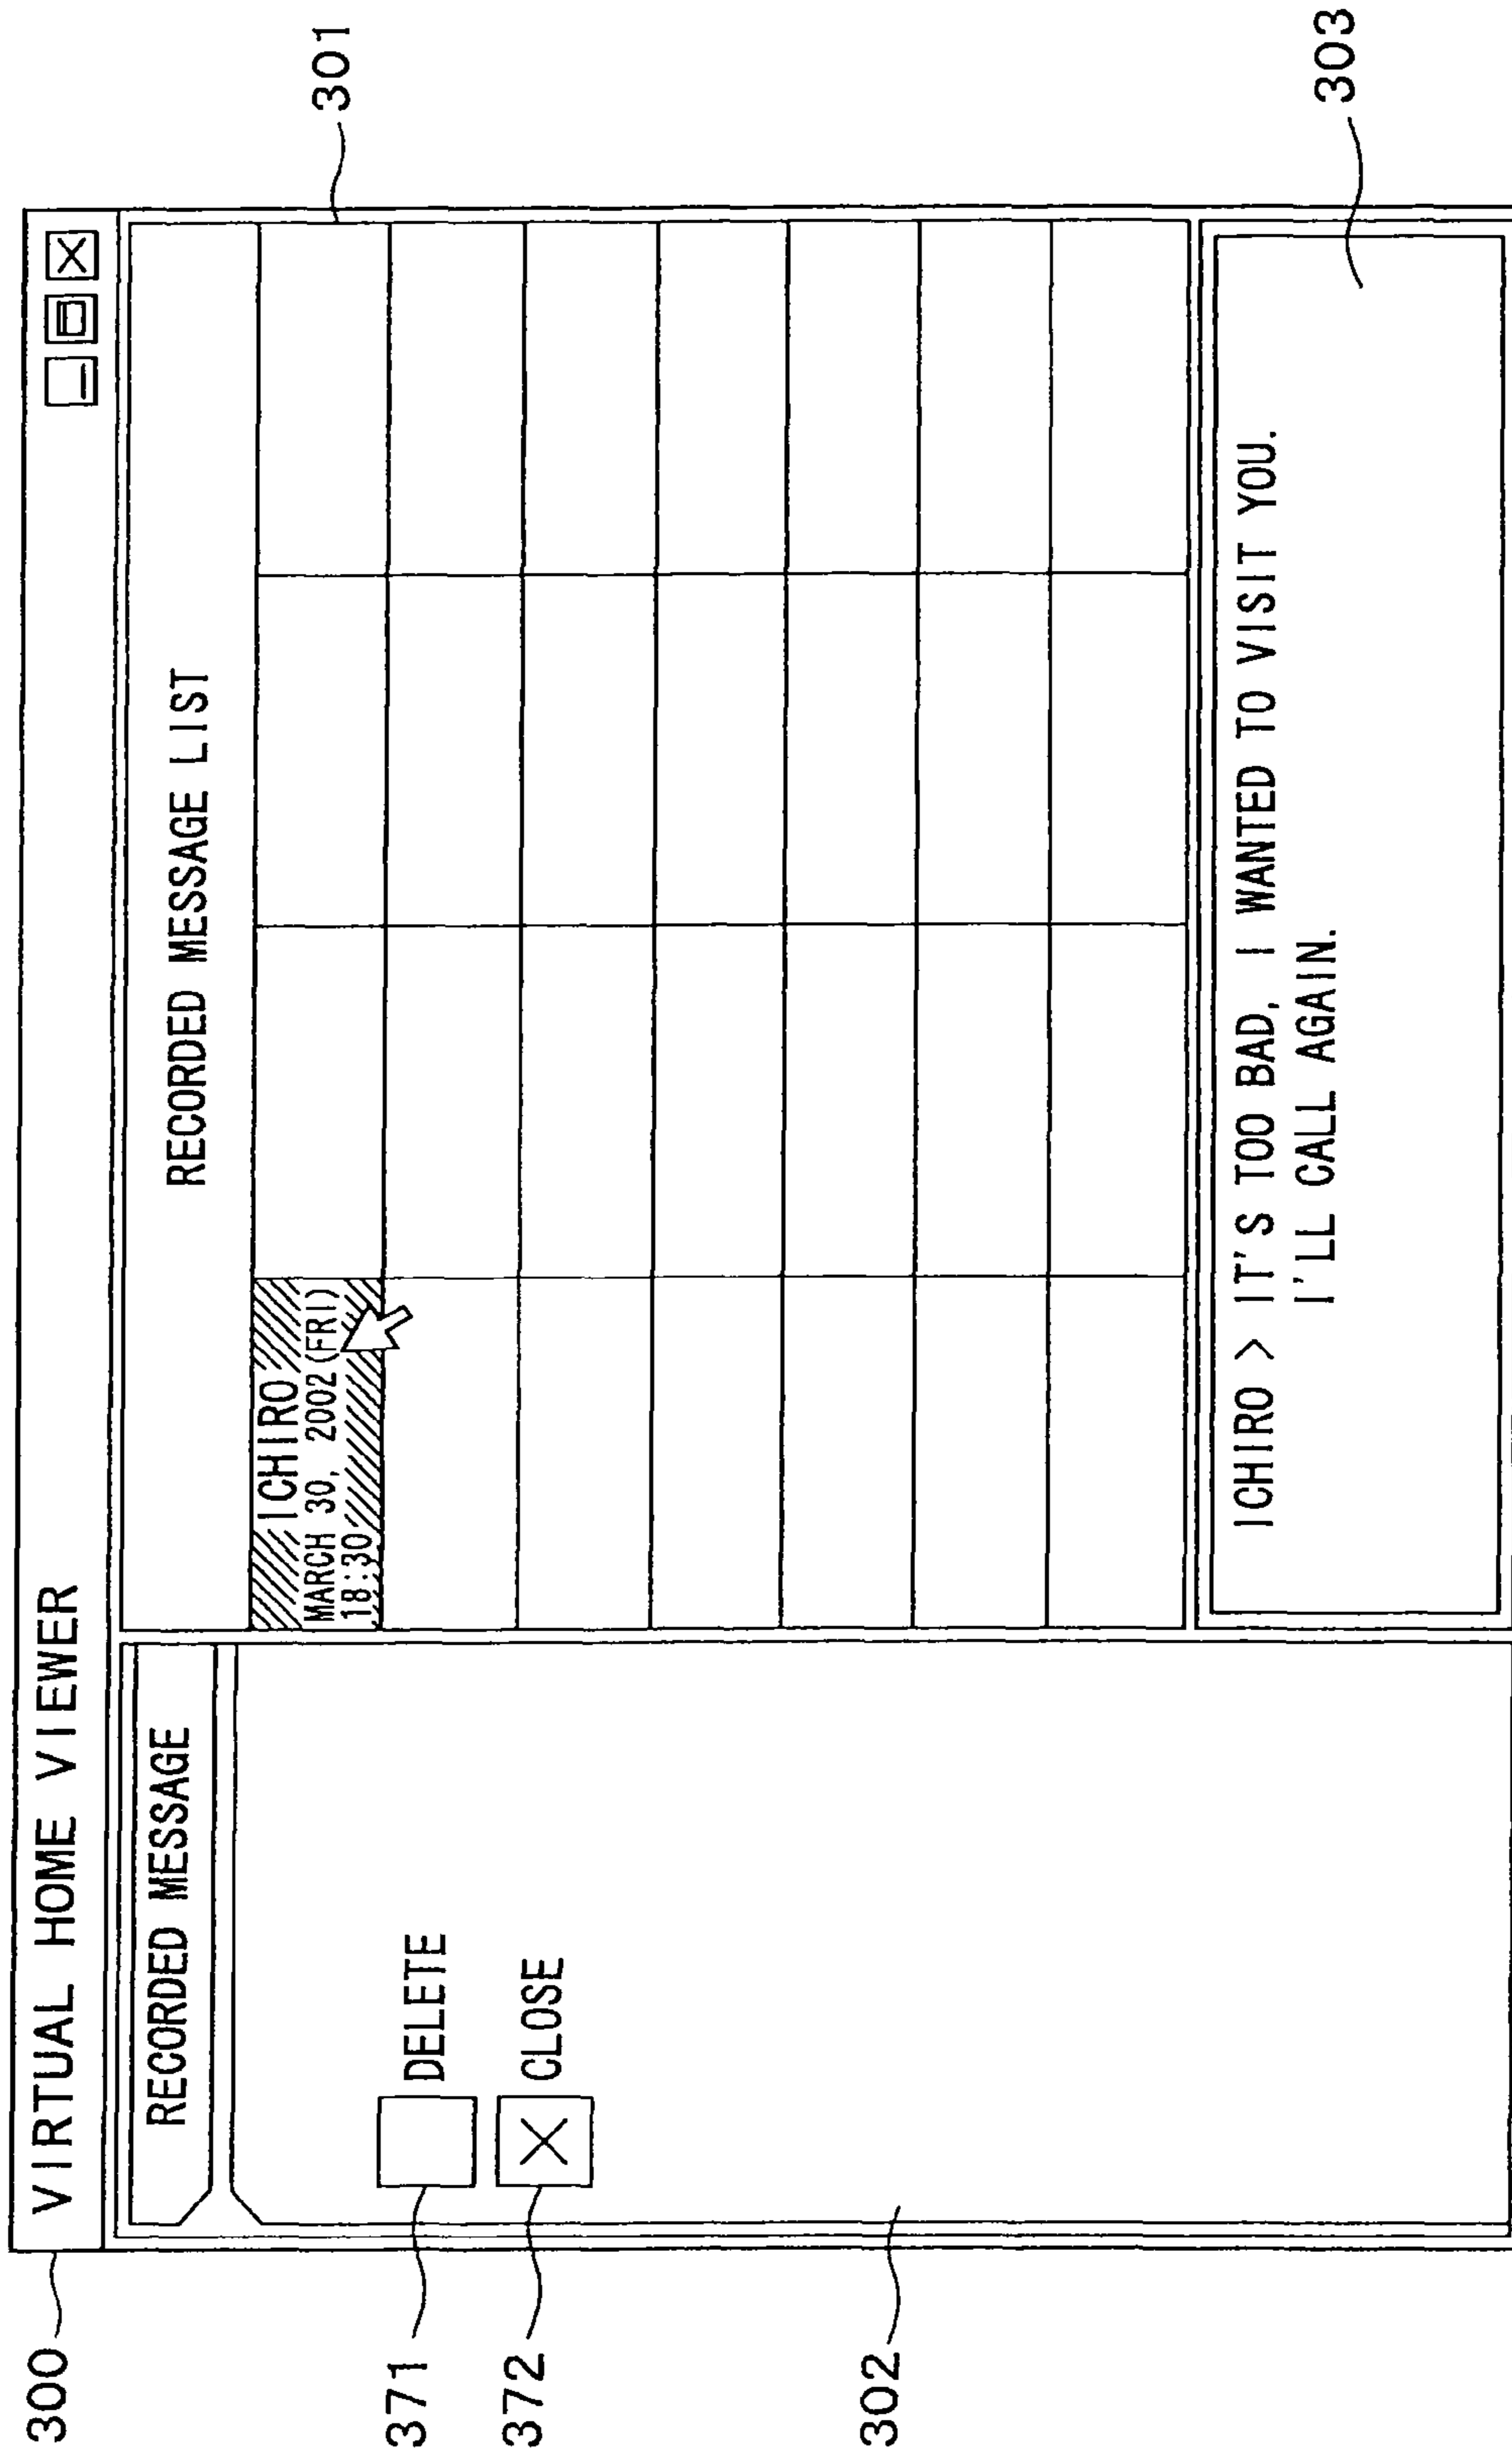 300
VIRTUAL HOME VIEWER
RECORDED MESSAGE
371
DELETE
372
CLOSE
302
RECORDED MESSAGE LIST
301
ICHIRO
MARCH 30, 2002 (FRI)
18:30
ICHIRO > IT'S TOO BAD, I WANTED TO VISIT YOU.
I'LL CALL AGAIN.
303